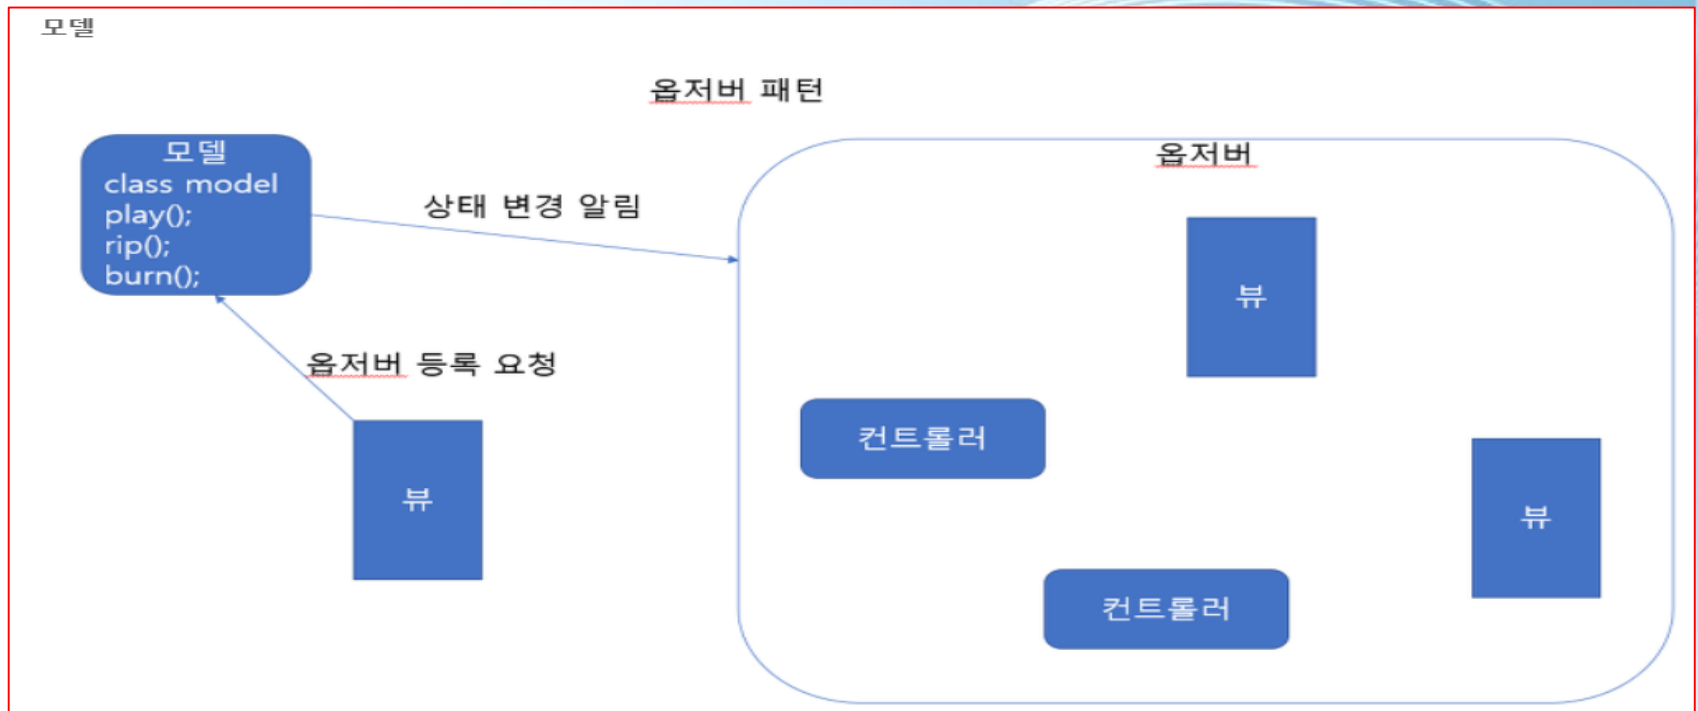 모델
옵저버 패턴
모델
class model
play();
rip();
burn();
상태 변경 알림
옵저버 등록 요청
뷰
옵저버
뷰
컨트롤러
뷰
컨트롤러